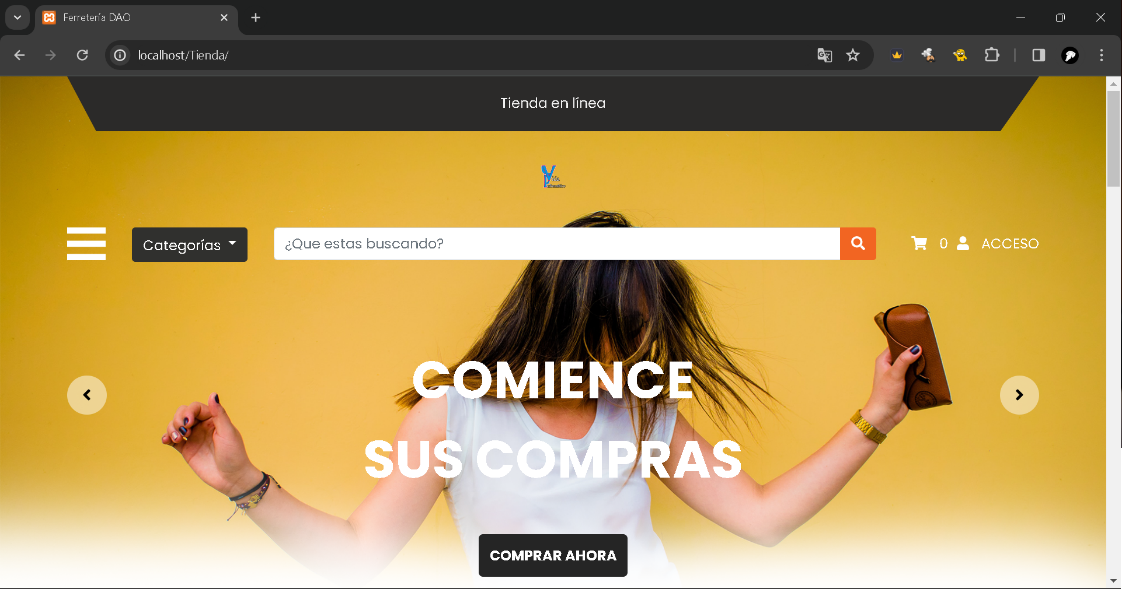 Ferretería DAO
localhost/Tienda/
Tienda en línea
Categorías
¿Que estas buscando?
0
ACCESO
COMIENCE
SUS COMPRAS
COMPRAR AHORA